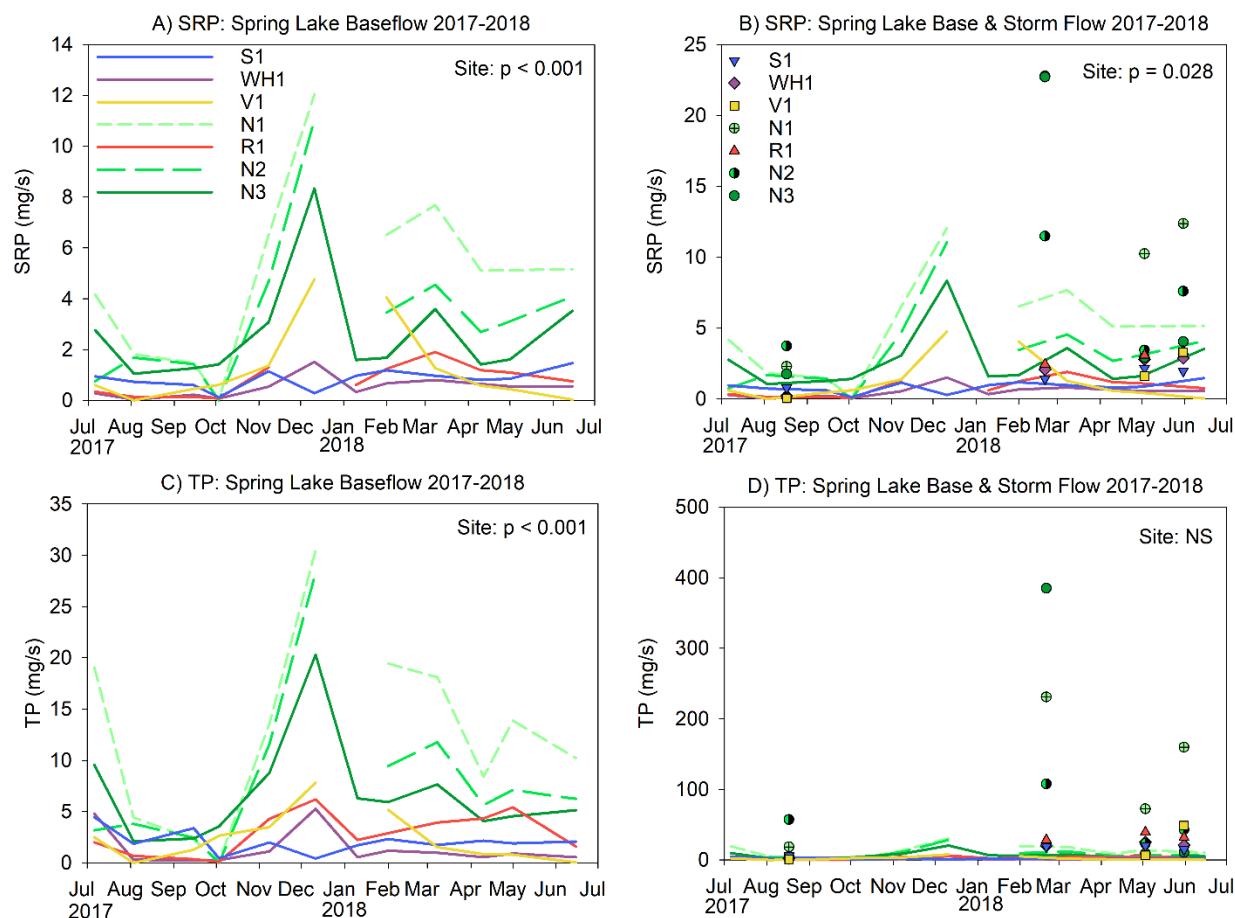 A) SRP: Spring Lake Baseflow 2017-2018
14
12
10
8
6
4
2
0
SRP (mg/s)
S1
WH1
V1
N1
R1
N2
N3
Site: p < 0.001
Jul Aug Sep Oct Nov Dec Jan Feb Mar Apr May Jun Jul
2017 2018
B) SRP: Spring Lake Base & Storm Flow 2017-2018
25
20
15
10
5
0
SRP (mg/s)
S1
WH1
V1
N1
R1
N2
N3
Site: p = 0.028
Jul Aug Sep Oct Nov Dec Jan Feb Mar Apr May Jun Jul
2017 2018
C) TP: Spring Lake Baseflow 2017-2018
35
30
25
20
15
10
5
0
TP (mg/s)
Site: p < 0.001
Jul Aug Sep Oct Nov Dec Jan Feb Mar Apr May Jun Jul
2017 2018
D) TP: Spring Lake Base & Storm Flow 2017-2018
500
400
300
200
100
0
TP (mg/s)
Site: NS
Jul Aug Sep Oct Nov Dec Jan Feb Mar Apr May Jun Jul
2017 2018